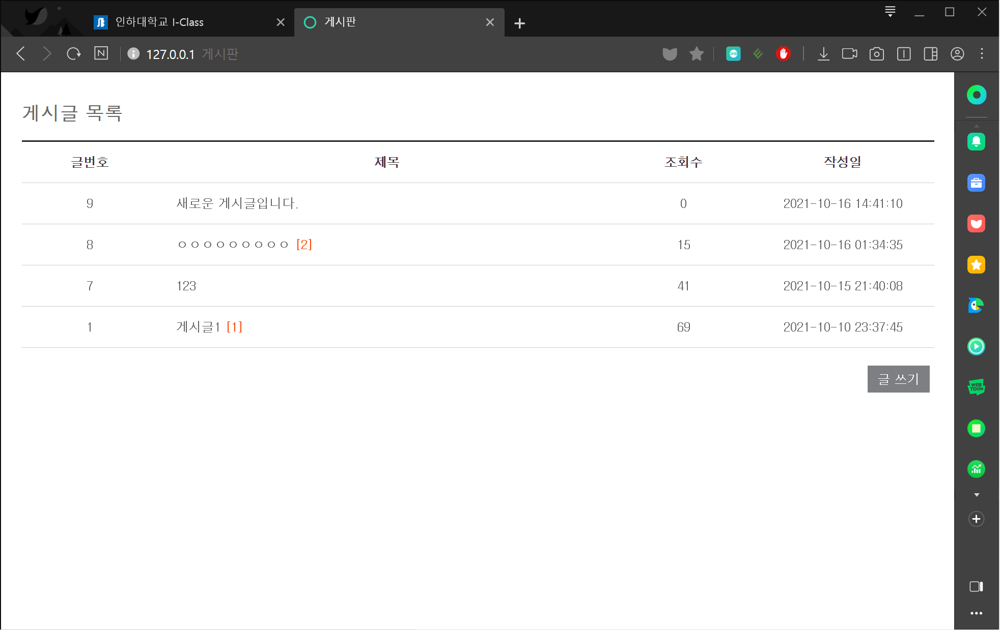 인하대학교 I-Class
게시판
127.0.0.1 게시판
게시글 목록
글번호 제목 조회수 작성일
9 새로운 게시글입니다. 0 2021-10-16 14:41:10
8 ㅇㅇㅇㅇㅇㅇㅇㅇㅇ [2] 15 2021-10-16 01:34:35
7 123 41 2021-10-15 21:40:08
1 게시글1 [1] 69 2021-10-10 23:37:45
글 쓰기
WEB
TOON